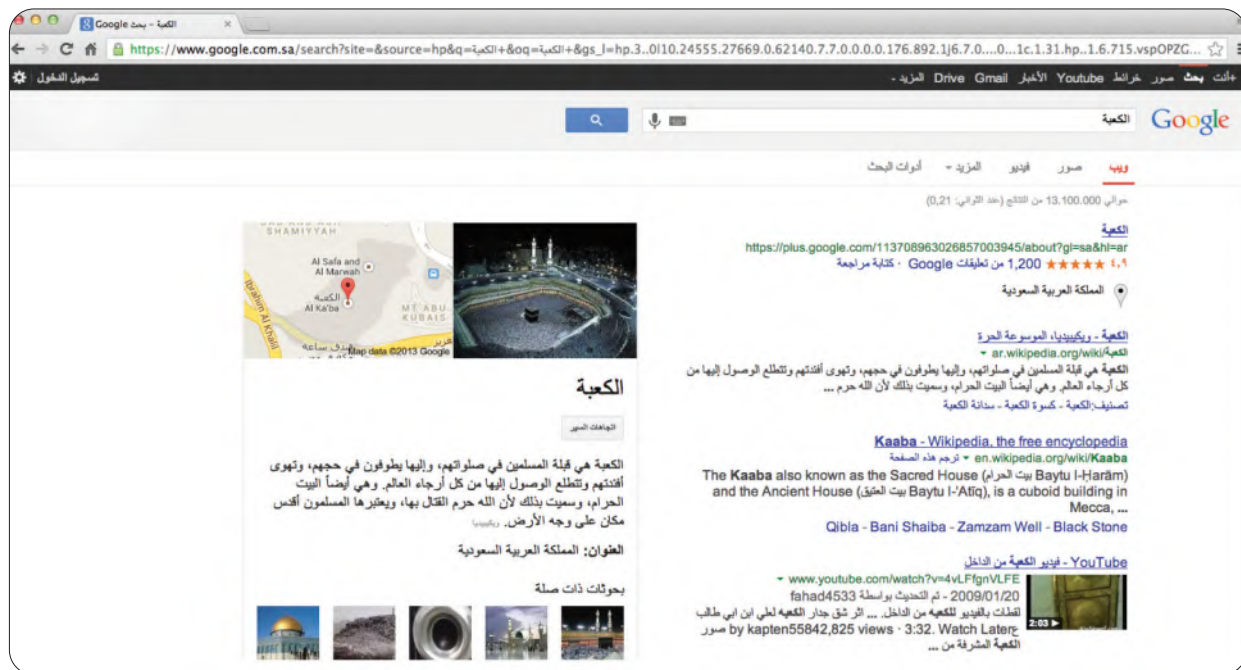 الكعبة - بحث Google
https://www.google.com.sa/search?site=&source=hp&q=الكعبة+&oq=الكعبة+&gs_l=hp.3..0l10.24555.27669.0.62140.7.7.0.0.0.0.176.892.1j6.7.0....0...1c.1.31.hp..1.6.715.vspOPZG...
+أنت بحث صور خرائط Youtube الأخبار Gmail Drive المزيد
تسجيل الدخول
Google
الكعبة
ويب صور فيديو المزيد أدوات البحث
حوالي 13.100.000 من النتائج (عدد الثواني: 0,21)
الكعبة
https://plus.google.com/113708963026857003945/about?gl=sa&hl=ar
٤.٩ ★★★★★ 1,200 من تعليقات Google · كتابة مراجعة
المملكة العربية السعودية
الكعبة - ويكيبيديا، الموسوعة الحرة
ar.wikipedia.org/wiki/الكعبة
الكعبة هي قبلة المسلمين في صلواتهم، وإليها يطوفون في حجهم، وتهوى أفئدتهم وتتطلع الوصول إليها من
كل أرجاء العالم. وهي أيضاً البيت الحرام، وسميت بذلك لأن الله حرم ...
تصنيف:الكعبة - كسوة الكعبة - سدانة الكعبة
Kaaba - Wikipedia, the free encyclopedia
en.wikipedia.org/wiki/Kaaba ترجم هذه الصفحة
The Kaaba also known as the Sacred House (بيت الحرام Baytu l-Ḥarām)
and the Ancient House (بيت العتيق Baytu l-'Atīq), is a cuboid building in
Mecca, ...
Qibla - Bani Shaiba - Zamzam Well - Black Stone
YouTube - فيديو الكعبة من الداخل
www.youtube.com/watch?v=4vLFfgnVLFE
2009/01/20 - تم التحديث بواسطة fahad4533
لقطات بالفيديو للكعبه من الداخل. ... اثر شق جدار الكعبه لعلي ابن ابي طالب
ع by kapten55842,825 views · 3:32. Watch Later صور
الكعبة المشرفة من ...
2:03
SHAMIYYAH
Al Safa and
Al Marwah
الكعبة
Al Ka'ba
MT ABU
KUBAIS
Ibrahim Al Khalil
فندق ساعة
Map data ©2013 Google
الكعبة
اتجاهات السير
الكعبة هي قبلة المسلمين في صلواتهم، وإليها يطوفون في حجهم، وتهوى
أفئدتهم وتتطلع الوصول إليها من كل أرجاء العالم. وهي أيضاً البيت
الحرام، وسميت بذلك لأن الله حرم القتال بها، ويعتبرها المسلمون أقدس
مكان على وجه الأرض. ويكيبيديا
العنوان: المملكة العربية السعودية
بحوثات ذات صلة